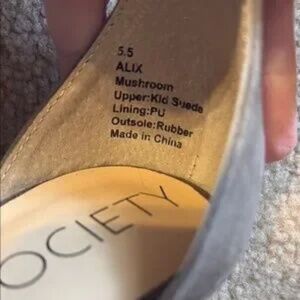 5.5
ALIX
Mushroom
Upper:Kid Suede
Lining:PU
Outsole:Rubber
Made in China
OCIETY